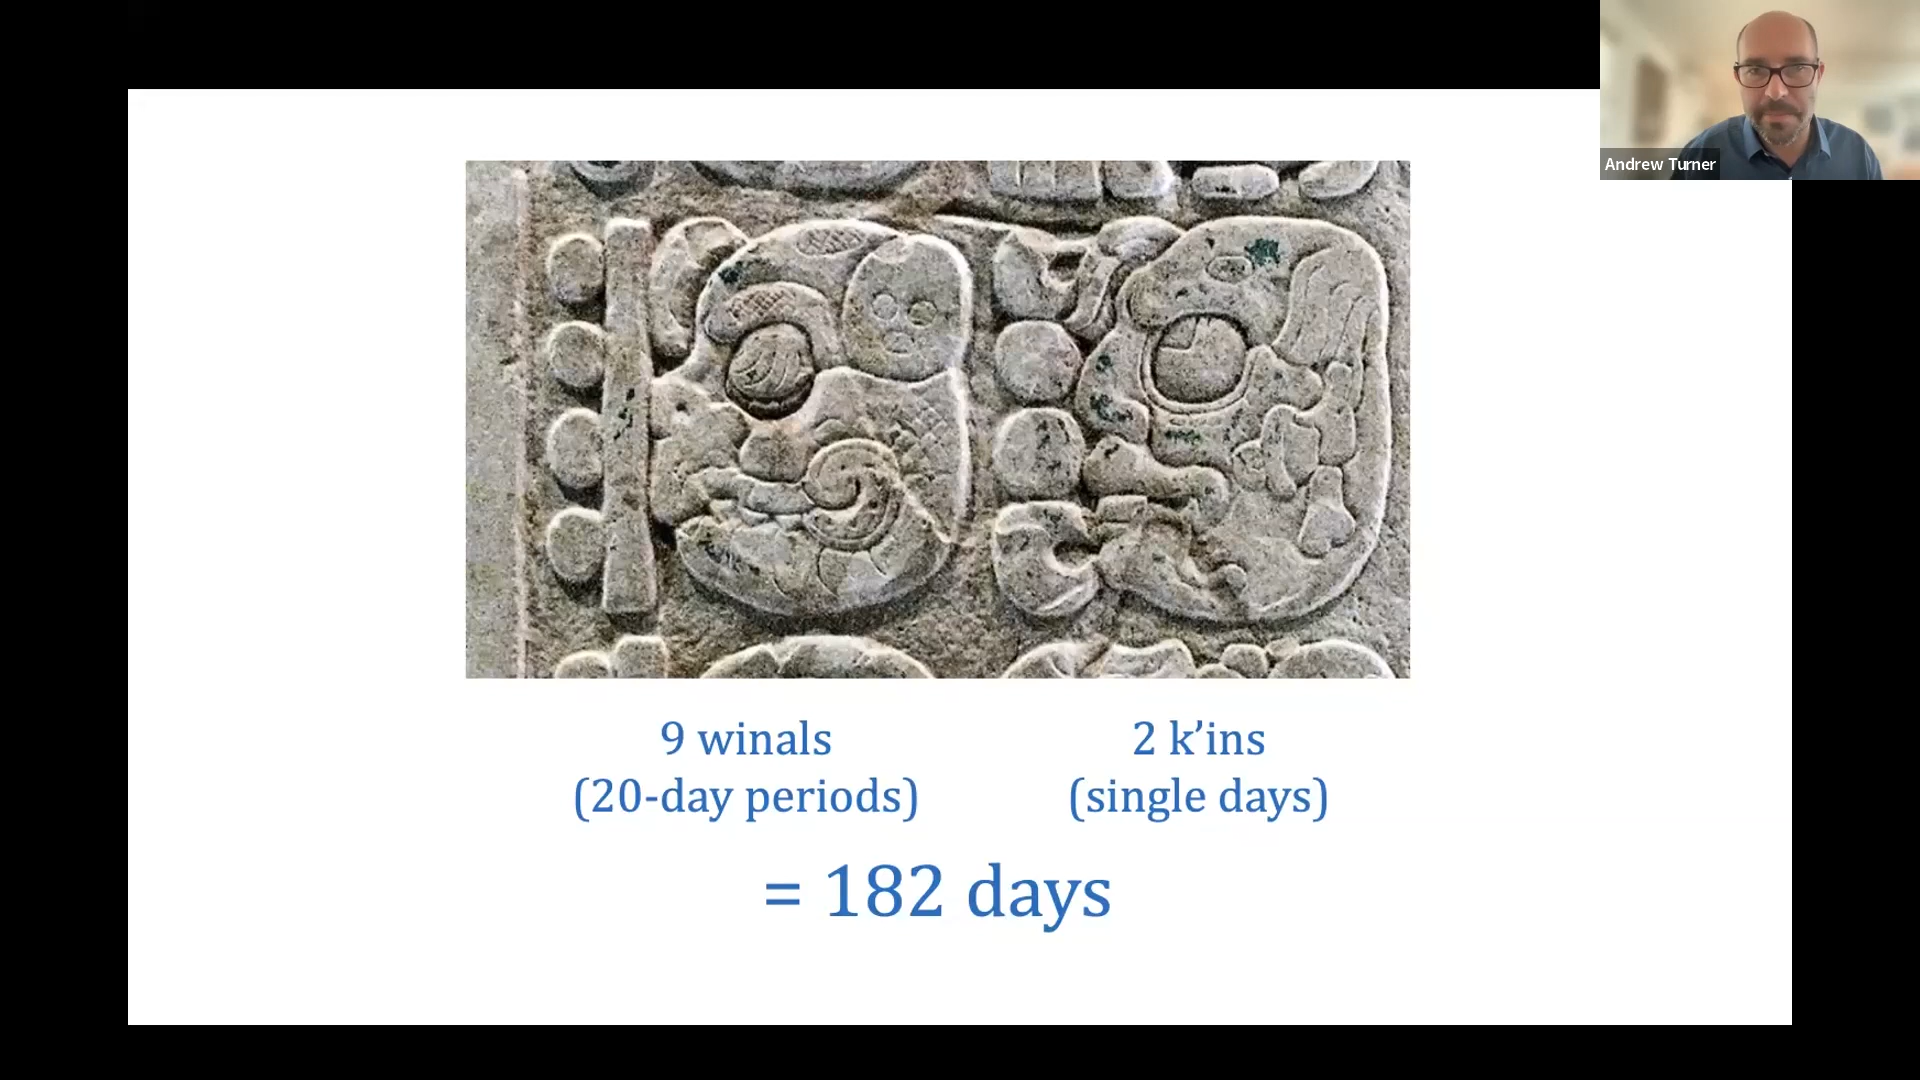 Andrew Turner
9 winals
(20-day periods)
2 k’ins
(single days)
= 182 days